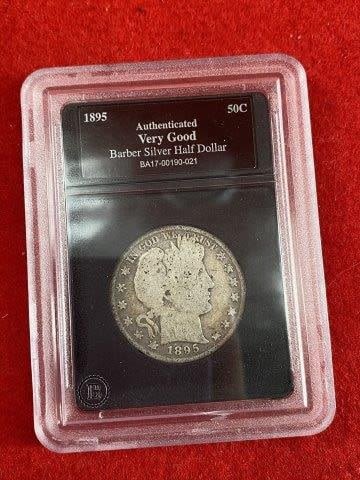 1895 50C
Authenticated
Very Good
Barber Silver Half Dollar
BA17-00190-021
IN GOD WE TRUST
1895